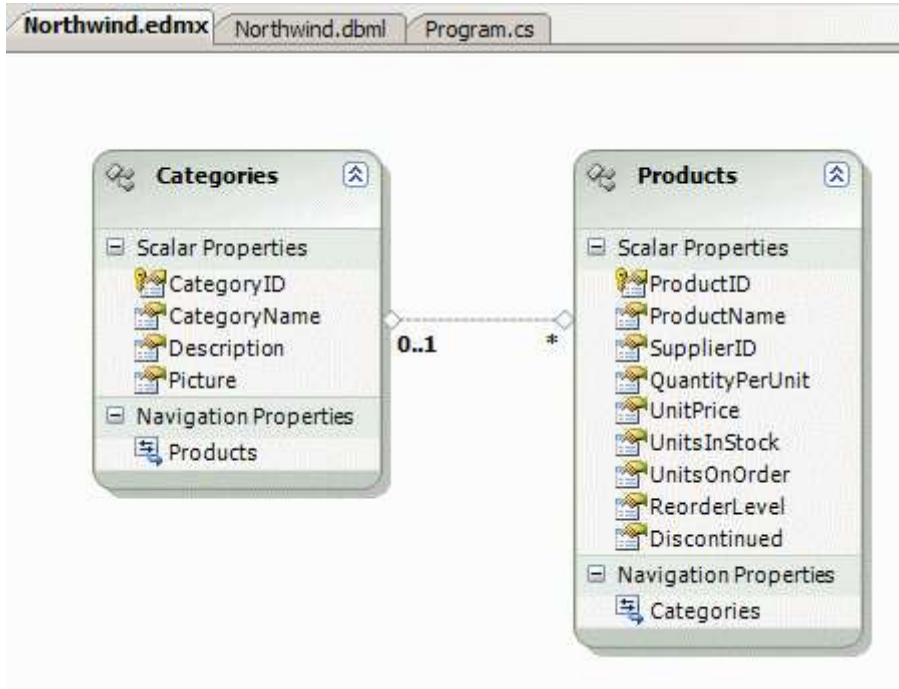 Northwind.edmx Northwind.dbml Program.cs
Categories
Scalar Properties
CategoryID
CategoryName
Description
Picture
Navigation Properties
Products
0..1 *
Products
Scalar Properties
ProductID
ProductName
SupplierID
QuantityPerUnit
UnitPrice
UnitsInStock
UnitsOnOrder
ReorderLevel
Discontinued
Navigation Properties
Categories